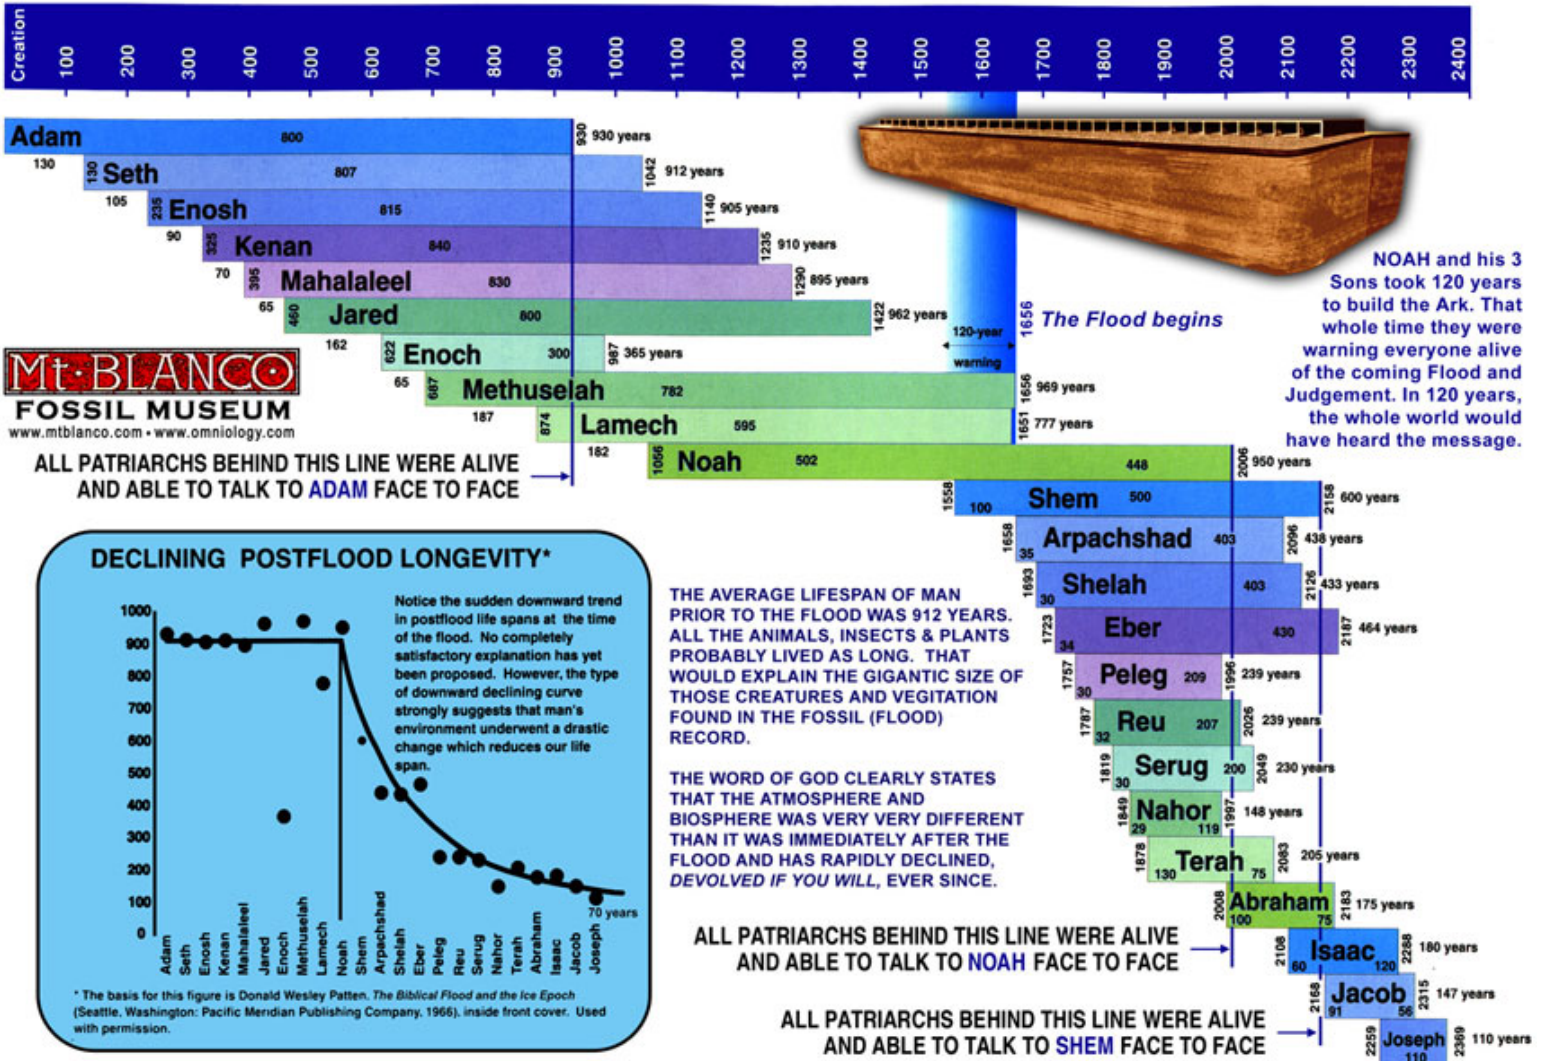 Creation 100 200 300 400 500 600 700 800 900 1000 1100 1200 1300 1400 1500 1600 1700 1800 1900 2000 2100 2200 2300 2400
Adam 800 930 930 years
130 130 Seth 807 1042 912 years
105 235 Enosh 815 1140 905 years
90 325 Kenan 840 1235 910 years
70 395 Mahalaleel 830 1290 895 years
65 460 Jared 800 1422 962 years
162 622 Enoch 300 987 365 years
65 687 Methuselah 782 1656 969 years
187 874 Lamech 595 1651 777 years
182 1056 Noah 502 448 2006 950 years
120-year
warning
1656 The Flood begins
NOAH and his 3
Sons took 120 years
to build the Ark. That
whole time they were
warning everyone alive
of the coming Flood and
Judgement. In 120 years,
the whole world would
have heard the message.
Mt. BLANCO
FOSSIL MUSEUM
www.mtblanco.com • www.omniology.com
ALL PATRIARCHS BEHIND THIS LINE WERE ALIVE
AND ABLE TO TALK TO ADAM FACE TO FACE
1558 100 Shem 500 2158 600 years
1658 35 Arpachshad 403 2096 438 years
1693 30 Shelah 403 2126 433 years
1723 34 Eber 430 2187 464 years
1757 30 Peleg 209 1996 239 years
1787 32 Reu 207 2026 239 years
1819 30 Serug 200 2049 230 years
1849 29 Nahor 119 1997 148 years
1878 130 Terah 75 2083 205 years
2008 100 Abraham 75 2183 175 years
2108 60 Isaac 120 2288 180 years
2168 91 Jacob 56 2315 147 years
2259 Joseph 110 2369 110 years
DECLINING POSTFLOOD LONGEVITY*
Notice the sudden downward trend
in postflood life spans at the time
of the flood. No completely
satisfactory explanation has yet
been proposed. However, the type
of downward declining curve
strongly suggests that man's
environment underwent a drastic
change which reduces our life
span.
1000
900
800
700
600
500
400
300
200
100
0
70 years
Adam Seth Enosh Kenan Mahalaleel Jared Enoch Methuselah Lamech Noah Shem Arpachshad Shelah Eber Peleg Reu Serug Nahor Terah Abraham Isaac Jacob Joseph
* The basis for this figure is Donald Wesley Patten, The Biblical Flood and the Ice Epoch
(Seattle, Washington: Pacific Meridian Publishing Company, 1966), inside front cover. Used
with permission.
THE AVERAGE LIFESPAN OF MAN
PRIOR TO THE FLOOD WAS 912 YEARS.
ALL THE ANIMALS, INSECTS & PLANTS
PROBABLY LIVED AS LONG. THAT
WOULD EXPLAIN THE GIGANTIC SIZE OF
THOSE CREATURES AND VEGITATION
FOUND IN THE FOSSIL (FLOOD)
RECORD.
THE WORD OF GOD CLEARLY STATES
THAT THE ATMOSPHERE AND
BIOSPHERE WAS VERY VERY DIFFERENT
THAN IT WAS IMMEDIATELY AFTER THE
FLOOD AND HAS RAPIDLY DECLINED,
DEVOLVED IF YOU WILL, EVER SINCE.
ALL PATRIARCHS BEHIND THIS LINE WERE ALIVE
AND ABLE TO TALK TO NOAH FACE TO FACE
ALL PATRIARCHS BEHIND THIS LINE WERE ALIVE
AND ABLE TO TALK TO SHEM FACE TO FACE